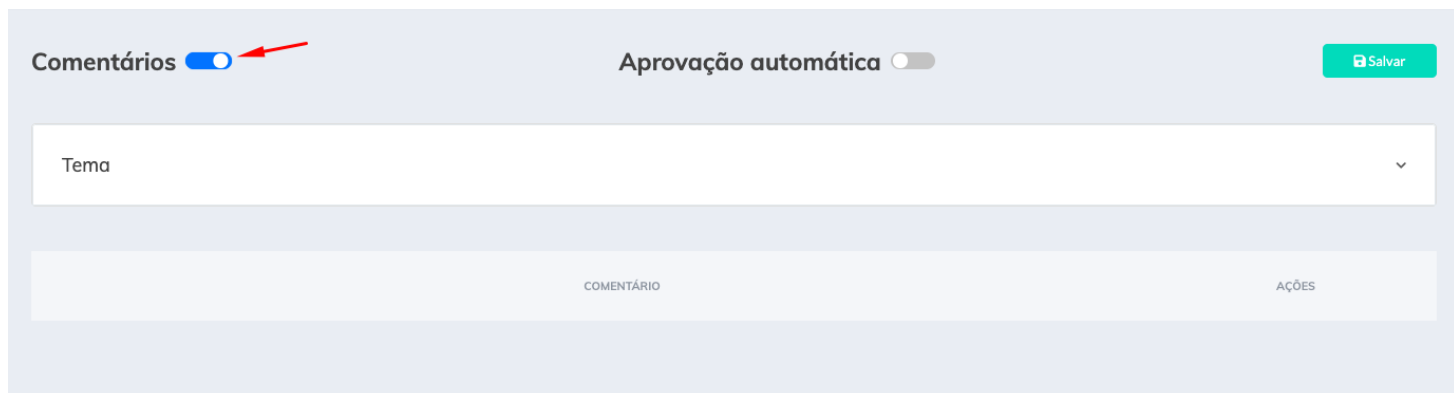 Comentários
Aprovação automática
Salvar
Tema
COMENTÁRIO
AÇÕES